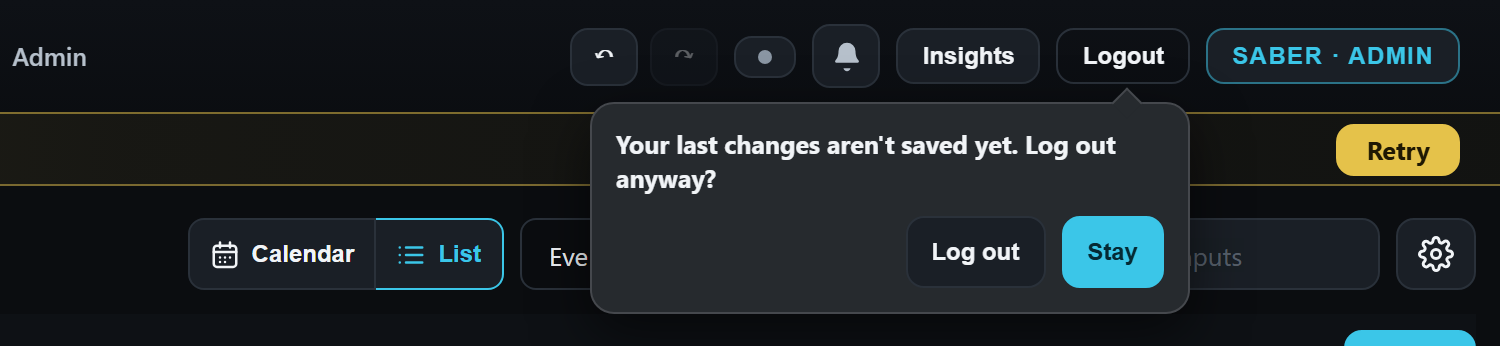 Admin
Insights
Logout
SABER · ADMIN
Your last changes aren't saved yet. Log out
anyway?
Retry
Log out
Stay
Calendar
List